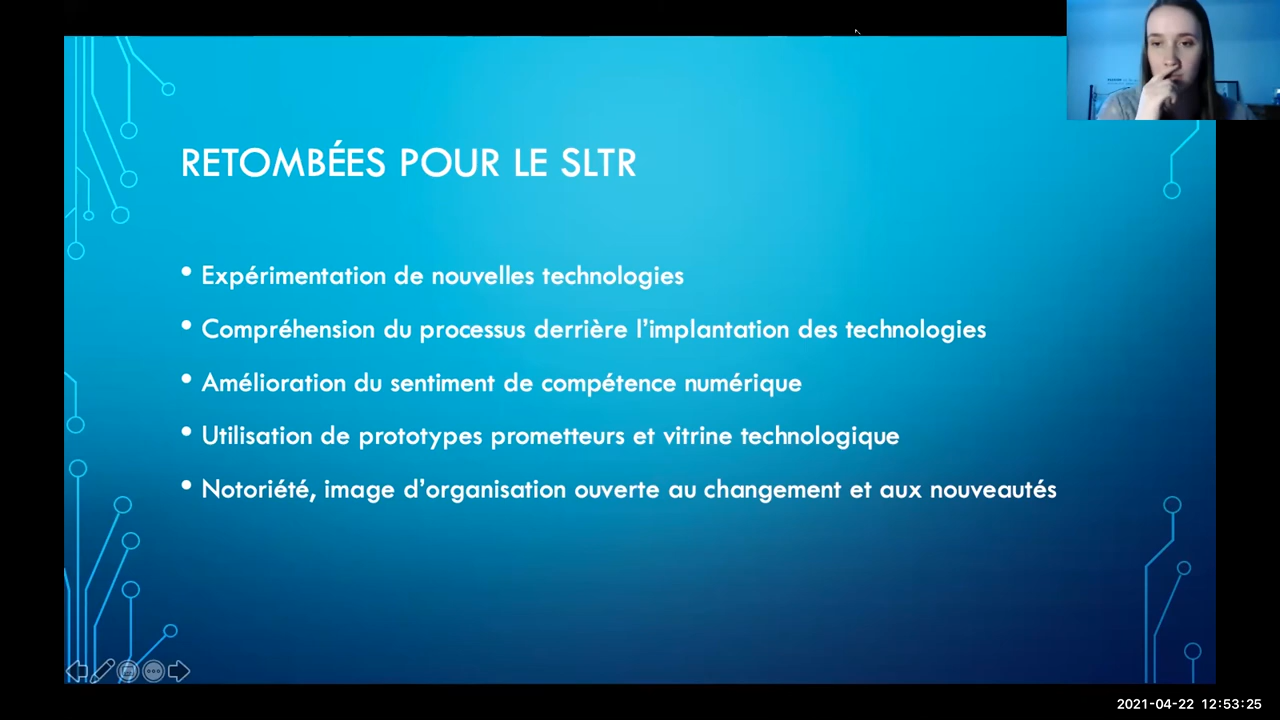 RETOMBÉES POUR LE SLTR
• Expérimentation de nouvelles technologies
• Compréhension du processus derrière l'implantation des technologies
• Amélioration du sentiment de compétence numérique
• Utilisation de prototypes prometteurs et vitrine technologique
• Notoriété, image d'organisation ouverte au changement et aux nouveautés
2021-04-22 12:53:25